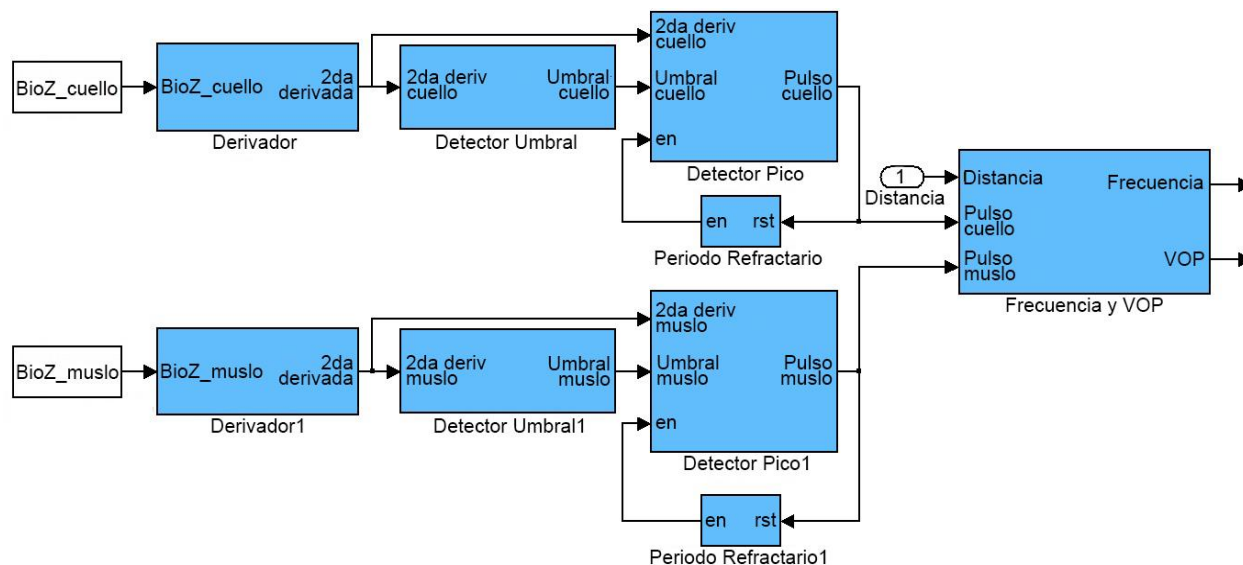 BioZ_cuello
BioZ_cuello
2da
derivada
Derivador
2da deriv
cuello
Umbral
cuello
Detector Umbral
2da deriv
cuello
Umbral
cuello
en
Pulso
cuello
Detector Pico
en
rst
Periodo Refractario
1
Distancia
Distancia
Pulso
cuello
Pulso
muslo
Frecuencia
VOP
Frecuencia y VOP
BioZ_muslo
BioZ_muslo
2da
derivada
Derivador1
2da deriv
muslo
Umbral
muslo
Detector Umbral1
2da deriv
muslo
Umbral
muslo
en
Pulso
muslo
Detector Pico1
en
rst
Periodo Refractario1